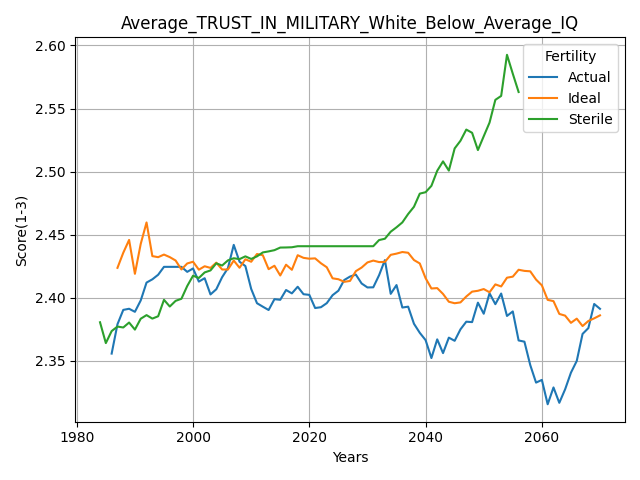 Average_TRUST_IN_MILITARY_White_Below_Average_IQ
Fertility
Actual
Ideal
Sterile
Score(1-3)
2.60
2.55
2.50
2.45
2.40
2.35
1980
2000
2020
2040
2060
Years